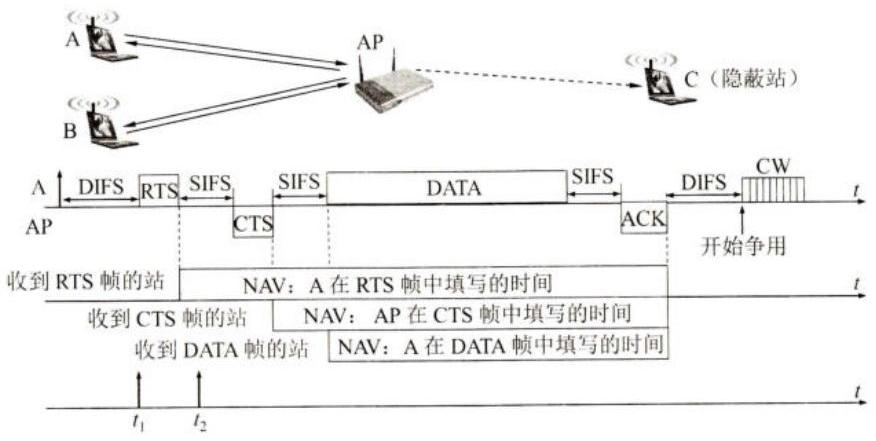 A
AP
B
C（隐蔽站）
A
DIFS
RTS
SIFS
SIFS
DATA
SIFS
DIFS
CW
t
AP
CTS
ACK
开始争用
收到 RTS 帧的站
NAV：A 在 RTS 帧中填写的时间
t
收到 CTS 帧的站
NAV：AP 在 CTS 帧中填写的时间
收到 DATA 帧的站
NAV：A 在 DATA 帧中填写的时间
t
t₁
t₂